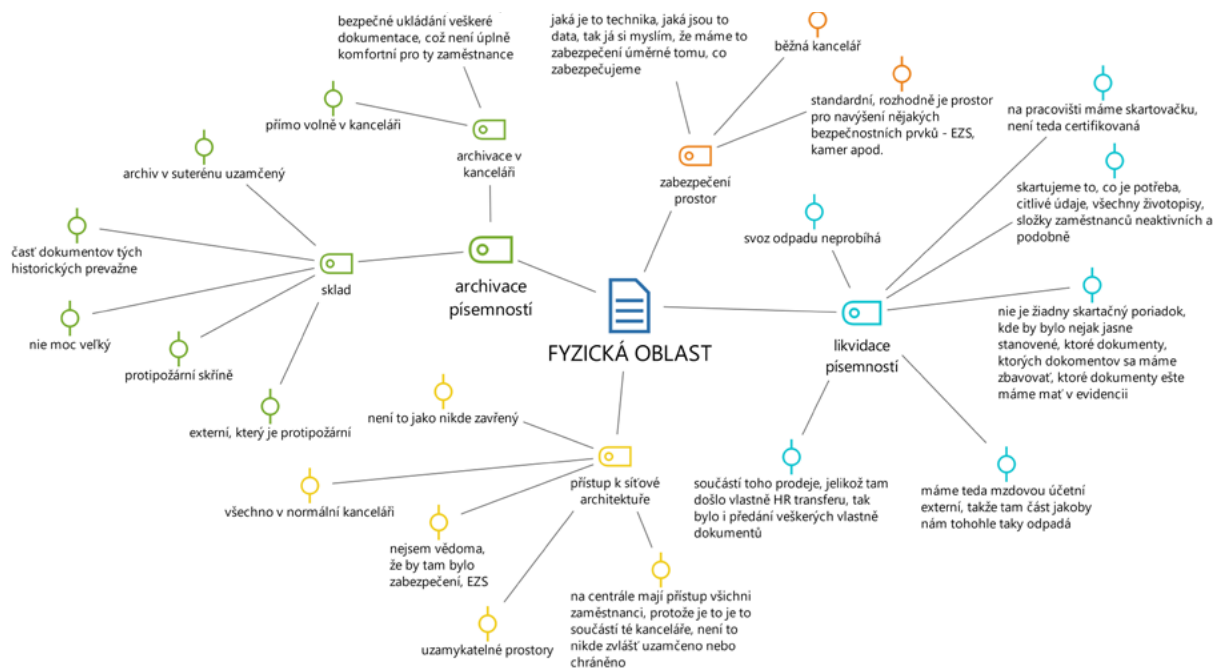 bezpečné ukládání veškeré
dokumentace, což není úplně
komfortní pro ty zaměstnance
jaká je to technika, jaká jsou to
data, tak já si myslím, že máme to
zabezpečení úměrné tomu, co
zabezpečujeme
běžná kancelář
standardní, rozhodně je prostor
pro navýšení nějakých
bezpečnostních prvků - EZS,
kamer apod.
na pracovišti máme skartovačku,
není teda certifikovaná
přímo volně v kanceláři
archivace v
kanceláři
archiv v suterénu uzamčený
zabezpečení
prostor
skartujeme to, co je potřeba,
citlivé údaje, všechny životopisy,
složky zaměstnanců neaktivních a
podobně
svoz odpadu neprobíhá
časť dokumentov tých
historických prevažne
sklad
archivace
písemností
nie moc veľký
protipožární skříně
externí, který je protipožární
FYZICKÁ OBLAST
likvidace
písemností
nie je žiadny skartačný poriadok,
kde by bylo nejak jasne
stanovené, ktoré dokumenty,
ktorých dokomentov sa máme
zbavovať, ktoré dokumenty ešte
máme mať v evidencii
není to jako nikde zavřený
přístup k síťové
architektuře
všechno v normální kanceláři
nejsem vědoma,
že by tam bylo
zabezpečení, EZS
uzamykatelné prostory
na centrále mají přístup všichni
zaměstnanci, protože je to je to
součástí té kanceláře, není to
nikde zvlášť uzamčeno nebo
chráněno
součástí toho prodeje, jelikož tam
došlo vlastně HR transferu, tak
bylo i předání veškerých vlastně
dokumentů
máme teda mzdovou účetní
externí, takže tam část jakoby
nám tohohle taky odpadá